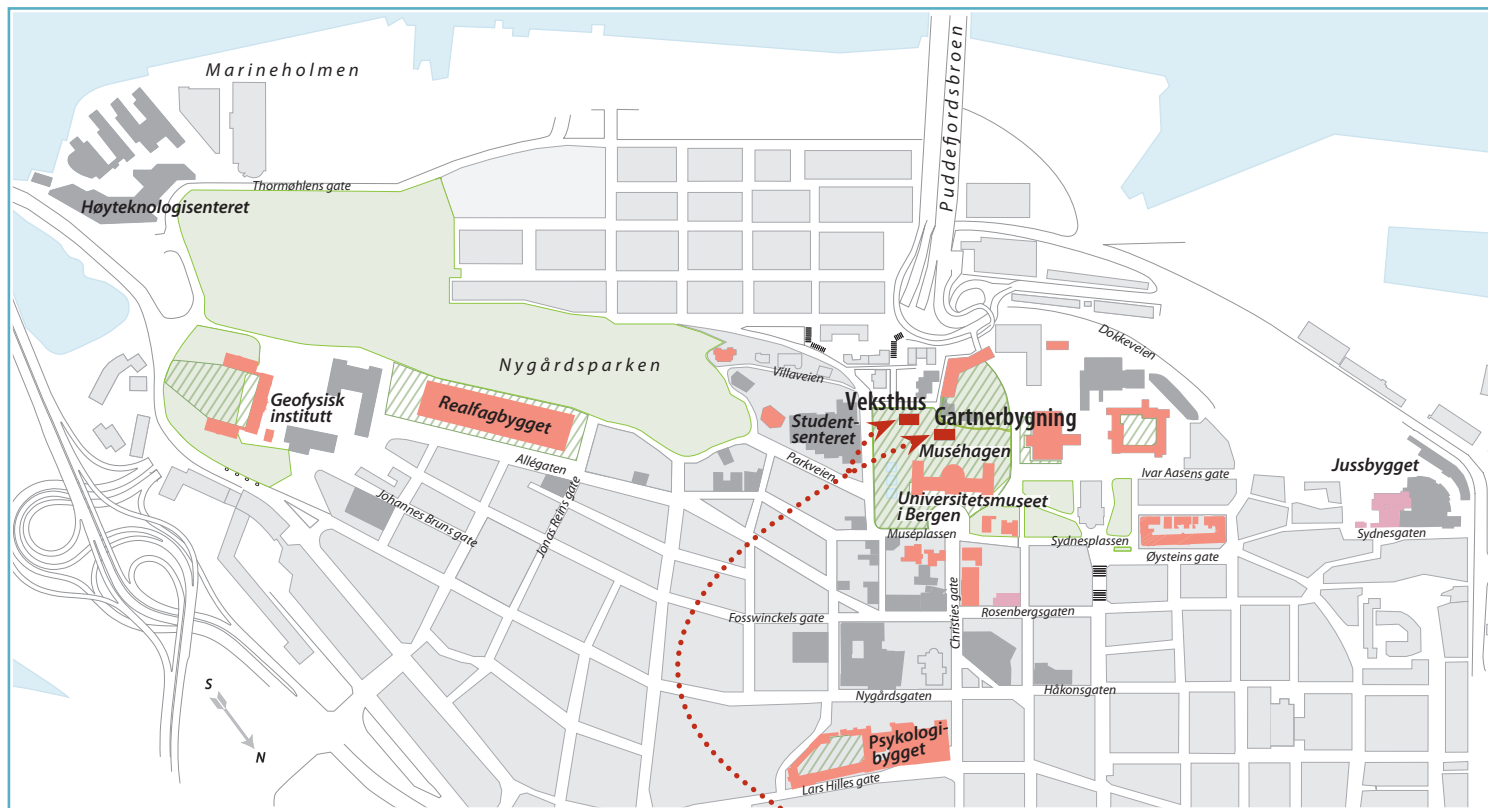 Marineholmen
Puddefjordsbroen
Thormøhlens gate
Høyteknologisenteret
Dokkeveien
Nygårdsparken
Villaveien
Geofysisk
institutt
Realfagbygget
Veksthus
Gartnerbygning
Student-
senteret
Muséhagen
Parkveien
Allégaten
Ivar Aasens gate
Jussbygget
Universitetsmuseet
i Bergen
Johannes Bruns gate
Jonas Reins gate
Muséplassen
Sydnesplassen
Sydnesgaten
Øysteins gate
Christies gate
Rosenbergsgaten
Fosswinckels gate
S
N
Nygårdsgaten
Håkonsgaten
Psykologi-
bygget
Lars Hilles gate